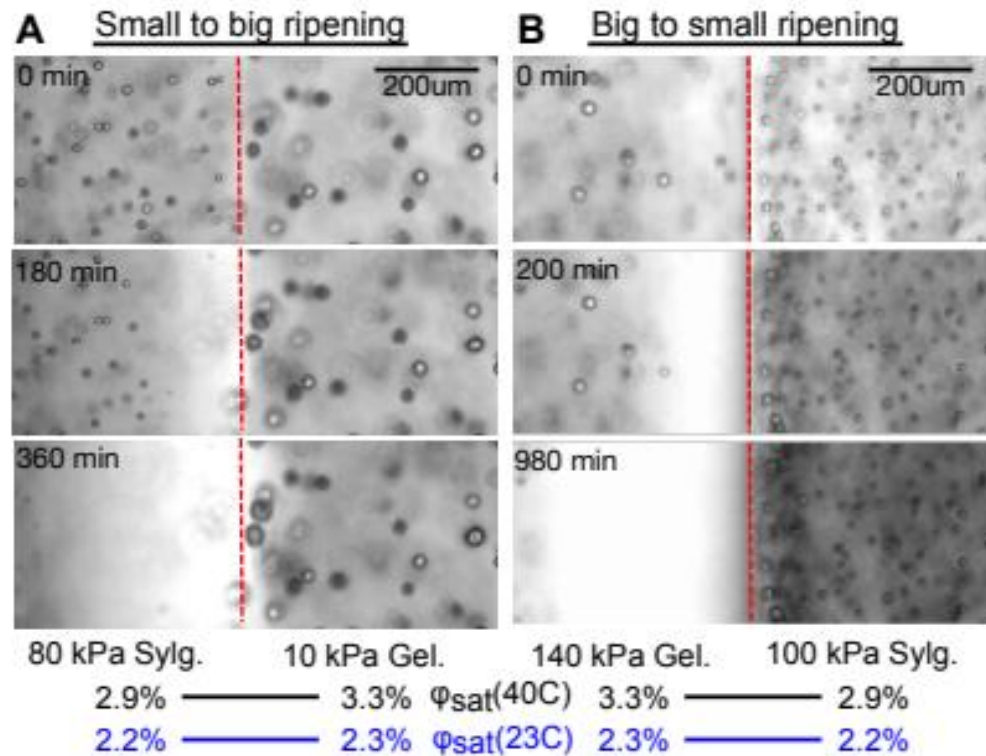 A Small to big ripening
B Big to small ripening
0 min
200um
0 min
200um
180 min
200 min
360 min
980 min
80 kPa Sylg. 10 kPa Gel. 140 kPa Gel. 100 kPa Sylg.
2.9% 3.3% φsat(40C) 3.3% 2.9%
2.2% 2.3% φsat(23C) 2.3% 2.2%